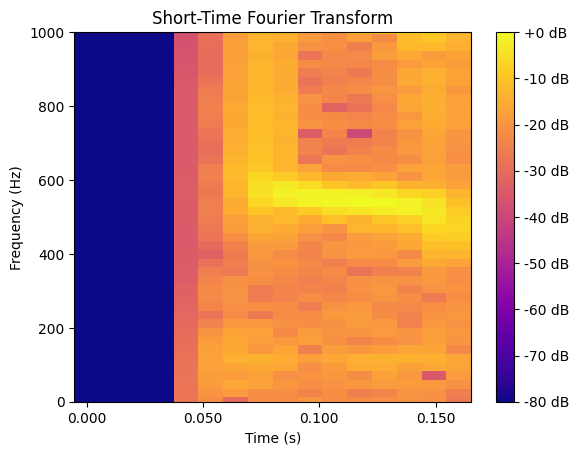 Short-Time Fourier Transform
1000
800
600
400
200
0
Frequency (Hz)
0.000
0.050
0.100
0.150
Time (s)
+0 dB
-10 dB
-20 dB
-30 dB
-40 dB
-50 dB
-60 dB
-70 dB
-80 dB